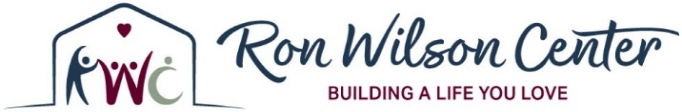 RWC
Ron Wilson Center
BUILDING A LIFE YOU LOVE